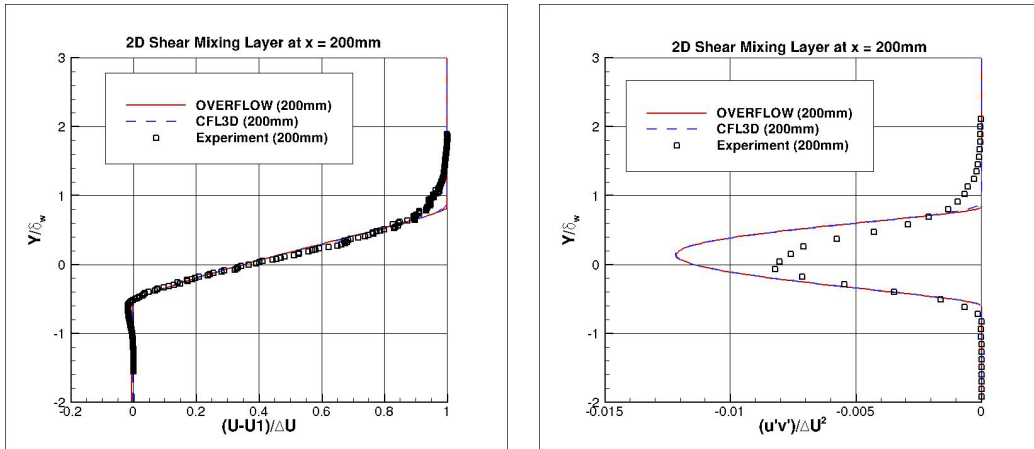 2D Shear Mixing Layer at x = 200mm
OVERFLOW (200mm)
CFL3D (200mm)
Experiment (200mm)
Y/δw
3
2
1
0
-1
-2
-0.2
0
0.2
0.4
0.6
0.8
1
(U-U1)/ΔU
2D Shear Mixing Layer at x = 200mm
OVERFLOW (200mm)
CFL3D (200mm)
Experiment (200mm)
Y/δw
3
2
1
0
-1
-2
-0.015
-0.01
-0.005
0
(u'v')/ΔU²